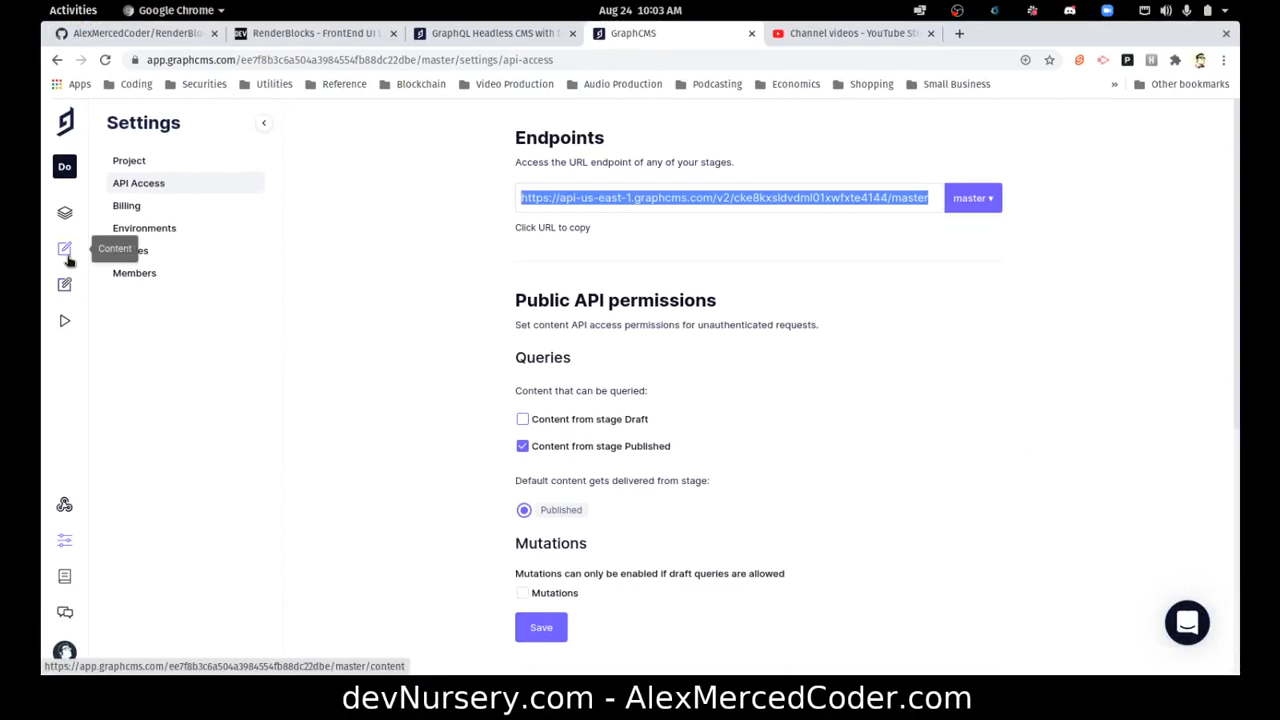 Activities
Google Chrome
Aug 24 10:03 AM
AlexMercedCoder/RenderBlo
RenderBlocks - FrontEnd UI L
GraphQL Headless CMS with t
GraphCMS
Channel videos - YouTube St
app.graphcms.com/ee7f8b3c6a504a3984554fb88dc22dbe/master/settings/api-access
Apps
Coding
Securities
Utilities
Reference
Blockchain
Video Production
Audio Production
Podcasting
Economics
Shopping
Small Business
»
Other bookmarks
Settings
Do
Project
API Access
Billing
Environments
Content
es
Members
Endpoints
Access the URL endpoint of any of your stages.
https://api-us-east-1.graphcms.com/v2/cke8kxsldvdml01xwfxte4144/master
master ▾
Click URL to copy
Public API permissions
Set content API access permissions for unauthenticated requests.
Queries
Content that can be queried:
Content from stage Draft
Content from stage Published
Default content gets delivered from stage:
Published
Mutations
Mutations can only be enabled if draft queries are allowed
Mutations
Save
https://app.graphcms.com/ee7f8b3c6a504a3984554fb88dc22dbe/master/content
devNursery.com - AlexMercedCoder.com